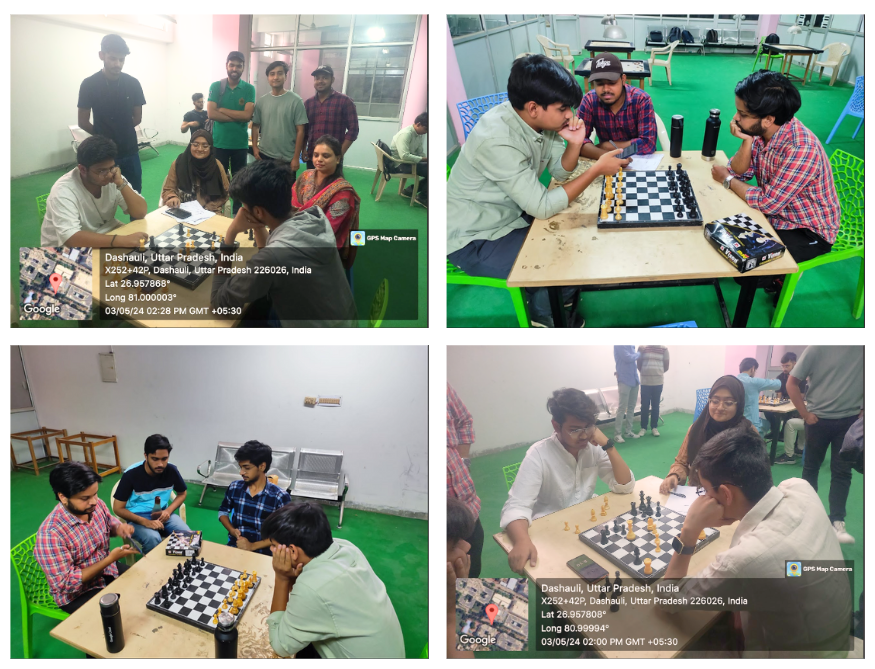 GPS Map Camera
Dashauli, Uttar Pradesh, India
X252+42P, Dashauli, Uttar Pradesh 226026, India
Lat 26.957868°
Long 81.000003°
03/05/24 02:28 PM GMT +05:30
Google
GPS Map Camera
Dashauli, Uttar Pradesh, India
X252+42P, Dashauli, Uttar Pradesh 226026, India
Lat 26.957808°
Long 80.99994°
03/05/24 02:00 PM GMT +05:30
Google